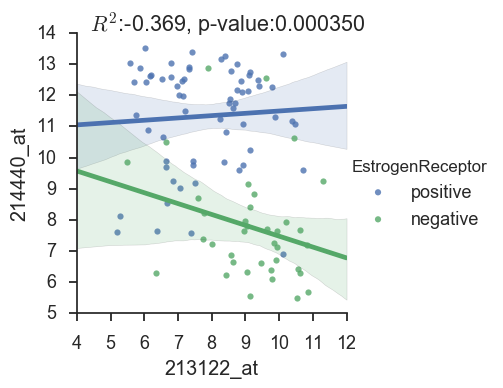 R²:-0.369, p-value:0.000350
14
13
12
11
10
9
8
7
6
5
214440_at
4 5 6 7 8 9 10 11 12
213122_at
EstrogenReceptor
positive
negative